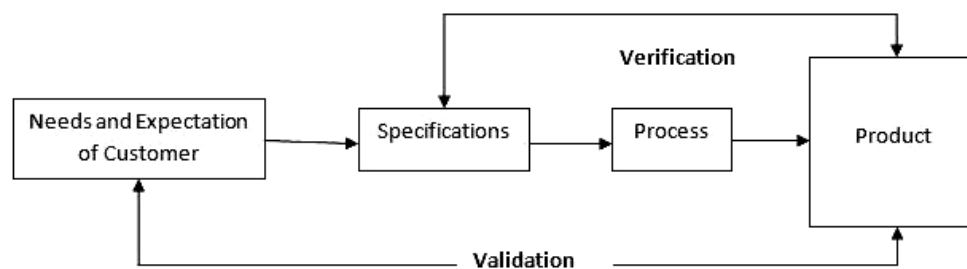 Verification
Needs and Expectation
of Customer
Specifications
Process
Product
Validation